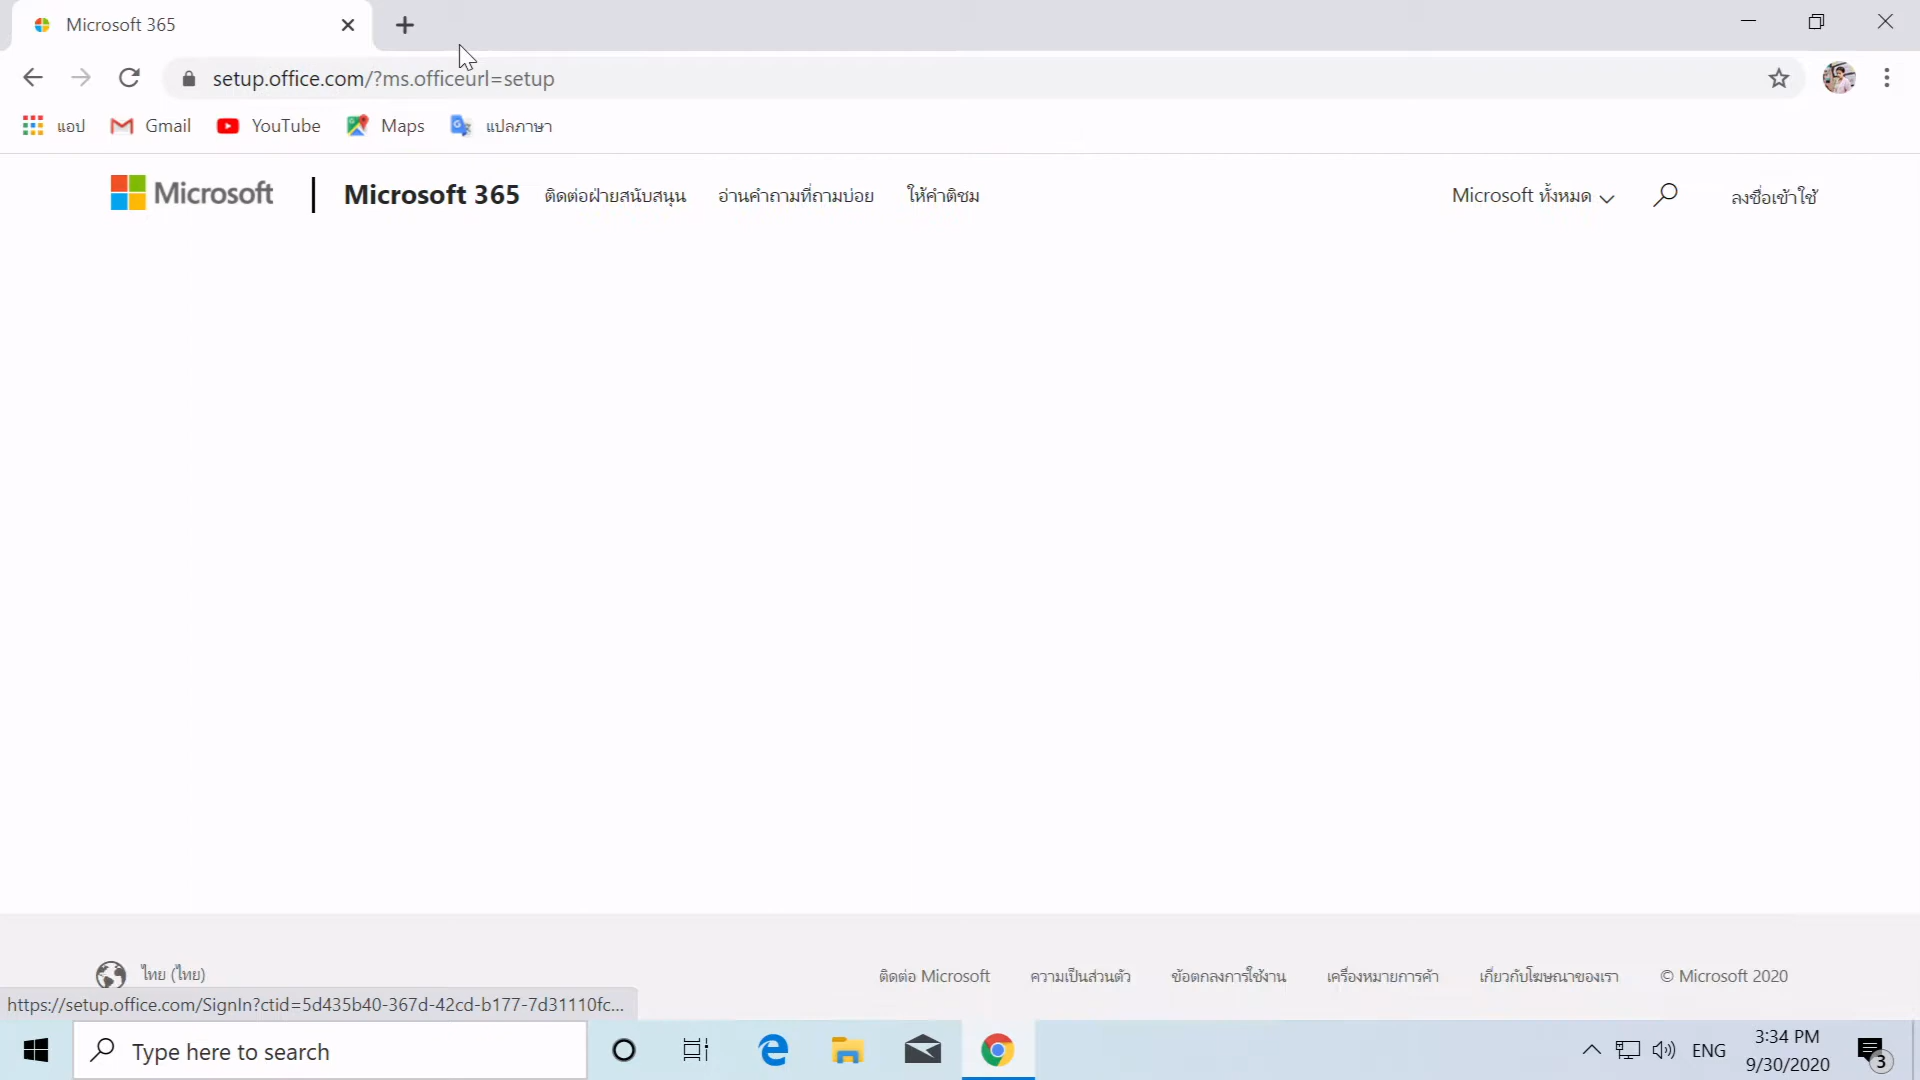 Microsoft 365
setup.office.com/?ms.officeurl=setup
แอป Gmail YouTube Maps แปลภาษา
Microsoft Microsoft 365 ติดต่อฝ่ายสนับสนุน อ่านคำถามที่ถามบ่อย ให้คำติชม Microsoft ทั้งหมด ลงชื่อเข้าใช้
ไทย (ไทย) ติดต่อ Microsoft ความเป็นส่วนตัว ข้อตกลงการใช้งาน เครื่องหมายการค้า เกี่ยวกับโฆษณาของเรา © Microsoft 2020
https://setup.office.com/SignIn?ctid=5d435b40-367d-42cd-b177-7d31110fc...
Type here to search ENG 3:34 PM
9/30/2020 3